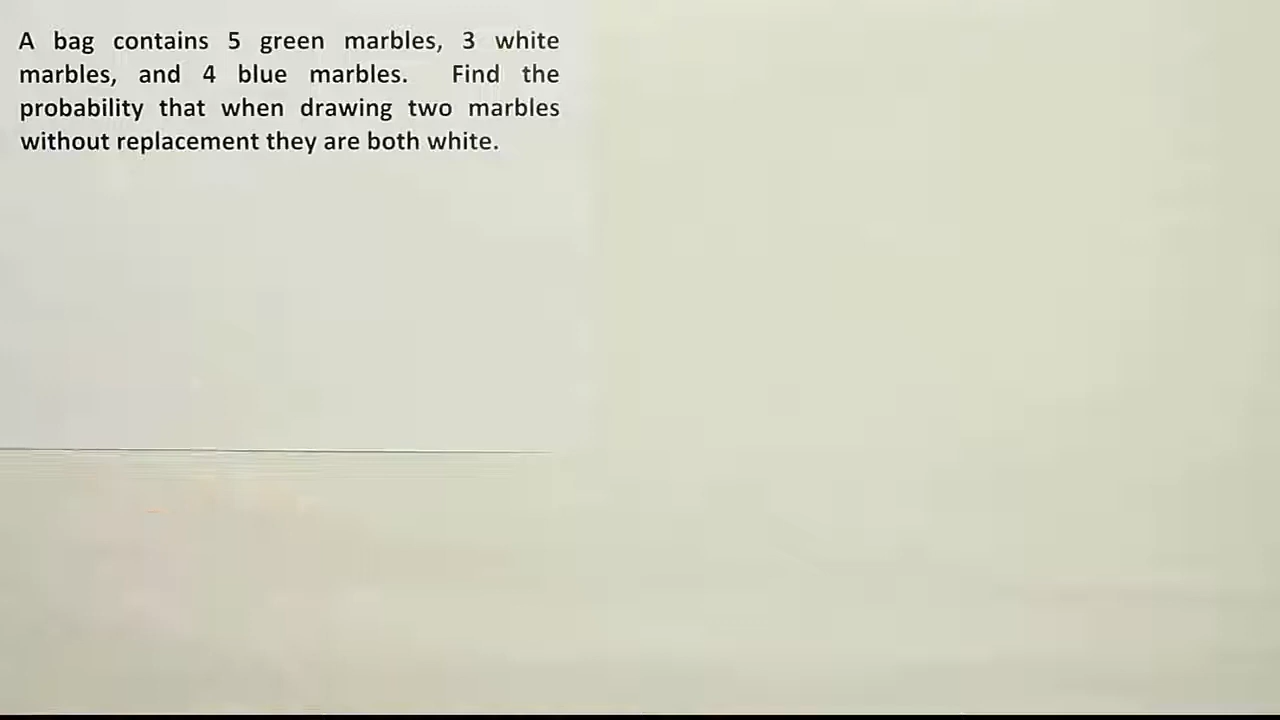 A bag contains 5 green marbles, 3 white
marbles, and 4 blue marbles. Find the
probability that when drawing two marbles
without replacement they are both white.